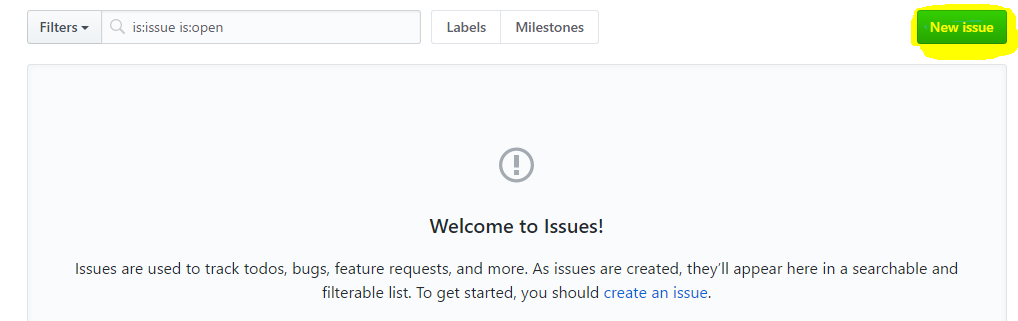 Filters is:issue is:open Labels Milestones New issue
Welcome to Issues!
Issues are used to track todos, bugs, feature requests, and more. As issues are created, they’ll appear here in a searchable and
filterable list. To get started, you should create an issue.